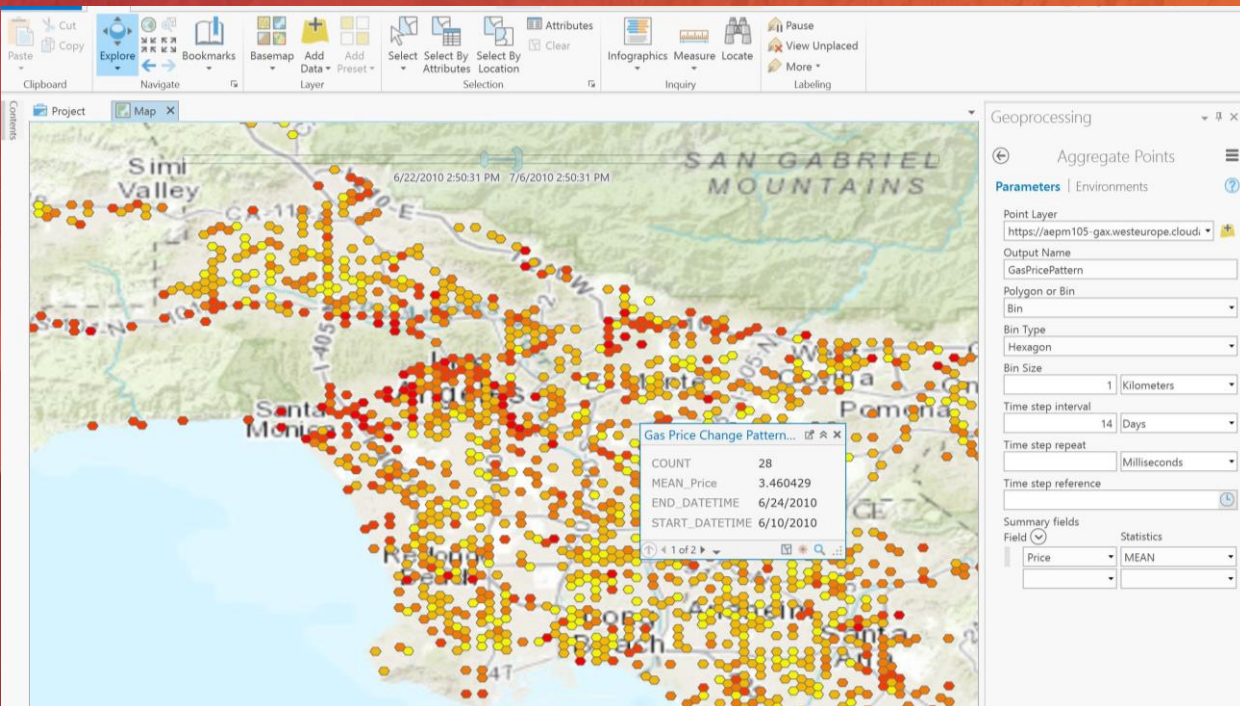 Cut
Copy
Paste
Clipboard
Explore
Bookmarks
Navigate
Basemap
Add Data
Add Preset
Layer
Select
Select By Attributes
Select By Location
Attributes
Clear
Selection
Infographics
Measure
Locate
Inquiry
Pause
View Unplaced
More
Labeling
Contents
Project
Map
6/22/2010 2:50:31 PM 7/6/2010 2:50:31 PM
Simi
Valley
SAN GABRIEL
MOUNTAINS
CA-118
I-405
101
Santa
Monica
Pomona
47
Gas Price Change Pattern...
COUNT 28
MEAN_Price 3.460429
END_DATETIME 6/24/2010
START_DATETIME 6/10/2010
1 of 2
Geoprocessing
Aggregate Points
Parameters | Environments
Point Layer
https://aepm105-gax.westeurope.cloud
Output Name
GasPricePattern
Polygon or Bin
Bin
Bin Type
Hexagon
Bin Size
1 Kilometers
Time step interval
14 Days
Time step repeat
Milliseconds
Time step reference
Summary fields
Field Statistics
Price MEAN